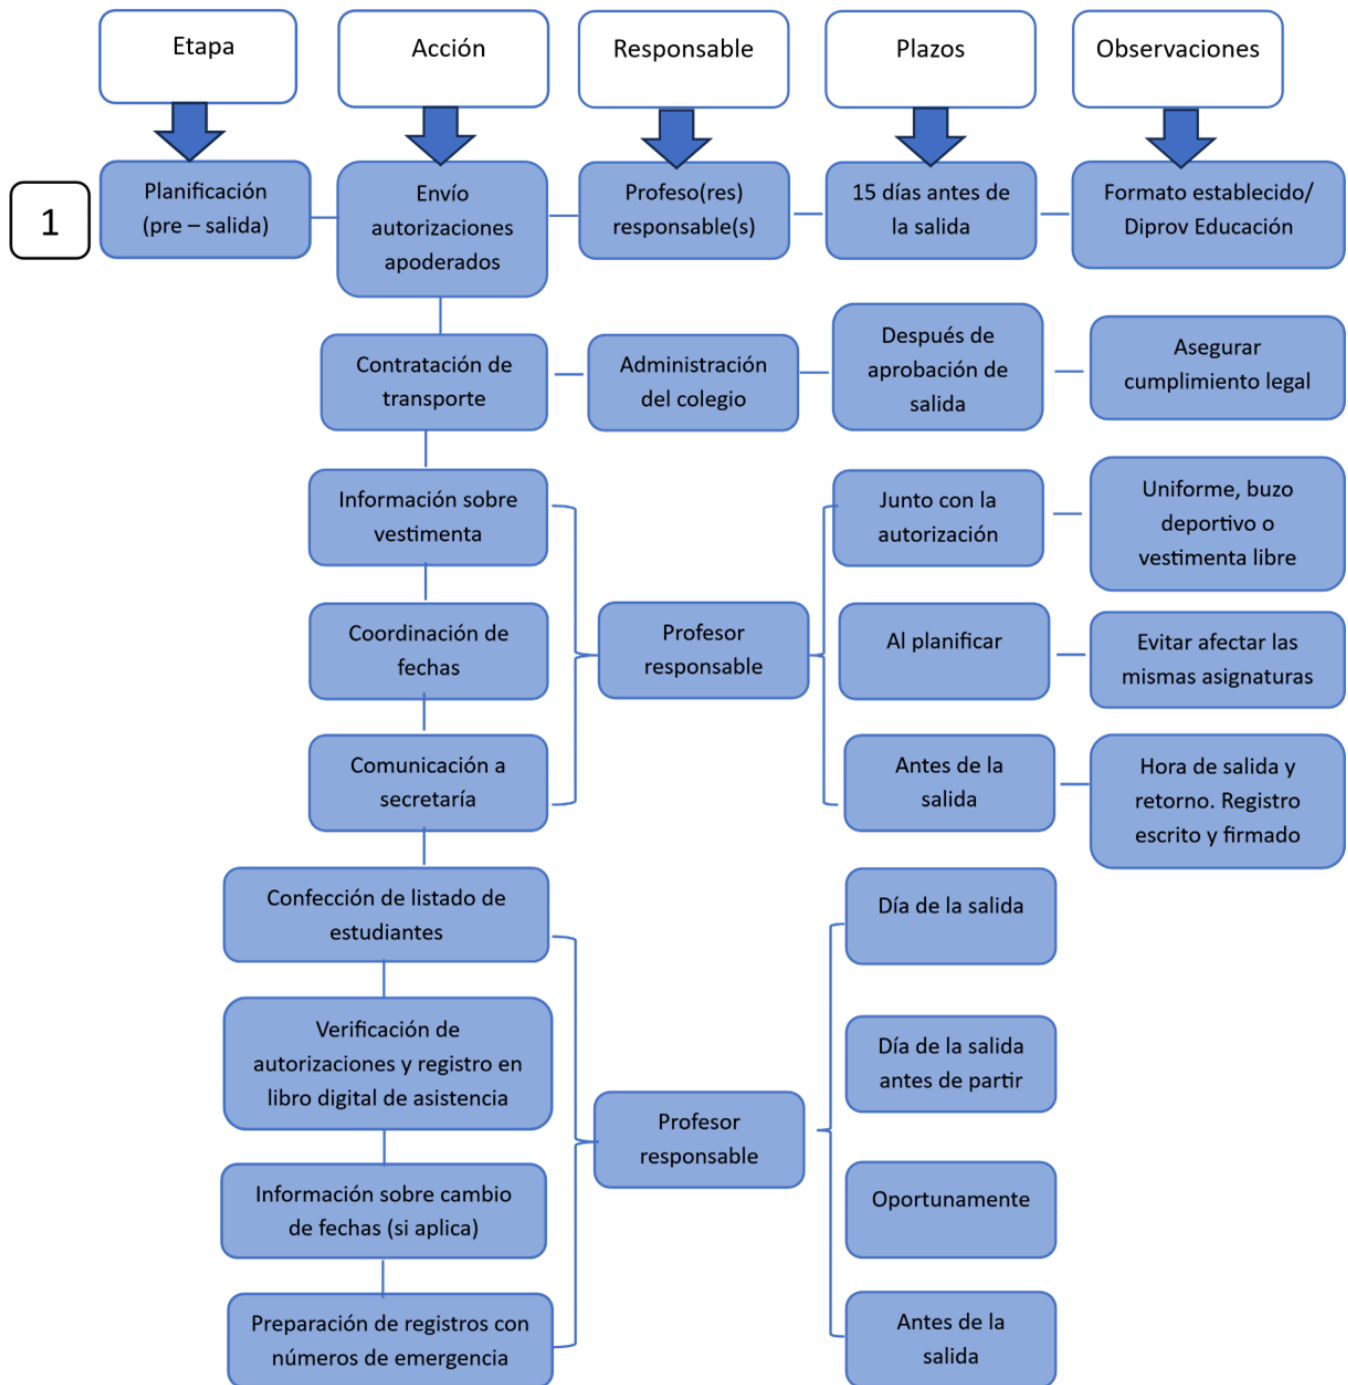 Etapa
Acción
Responsable
Plazos
Observaciones
1
Planificación
(pre – salida)
Envío
autorizaciones
apoderados
Profeso(res)
responsable(s)
15 días antes de
la salida
Formato establecido/
Diprov Educación
Contratación de
transporte
Administración
del colegio
Después de
aprobación de
salida
Asegurar
cumplimiento legal
Información sobre
vestimenta
Coordinación de
fechas
Comunicación a
secretaría
Profesor
responsable
Junto con la
autorización
Uniforme, buzo
deportivo o
vestimenta libre
Al planificar
Evitar afectar las
mismas asignaturas
Antes de la
salida
Hora de salida y
retorno. Registro
escrito y firmado
Confección de listado de
estudiantes
Verificación de
autorizaciones y registro en
libro digital de asistencia
Información sobre cambio
de fechas (si aplica)
Preparación de registros con
números de emergencia
Profesor
responsable
Día de la salida
Día de la salida
antes de partir
Oportunamente
Antes de la
salida